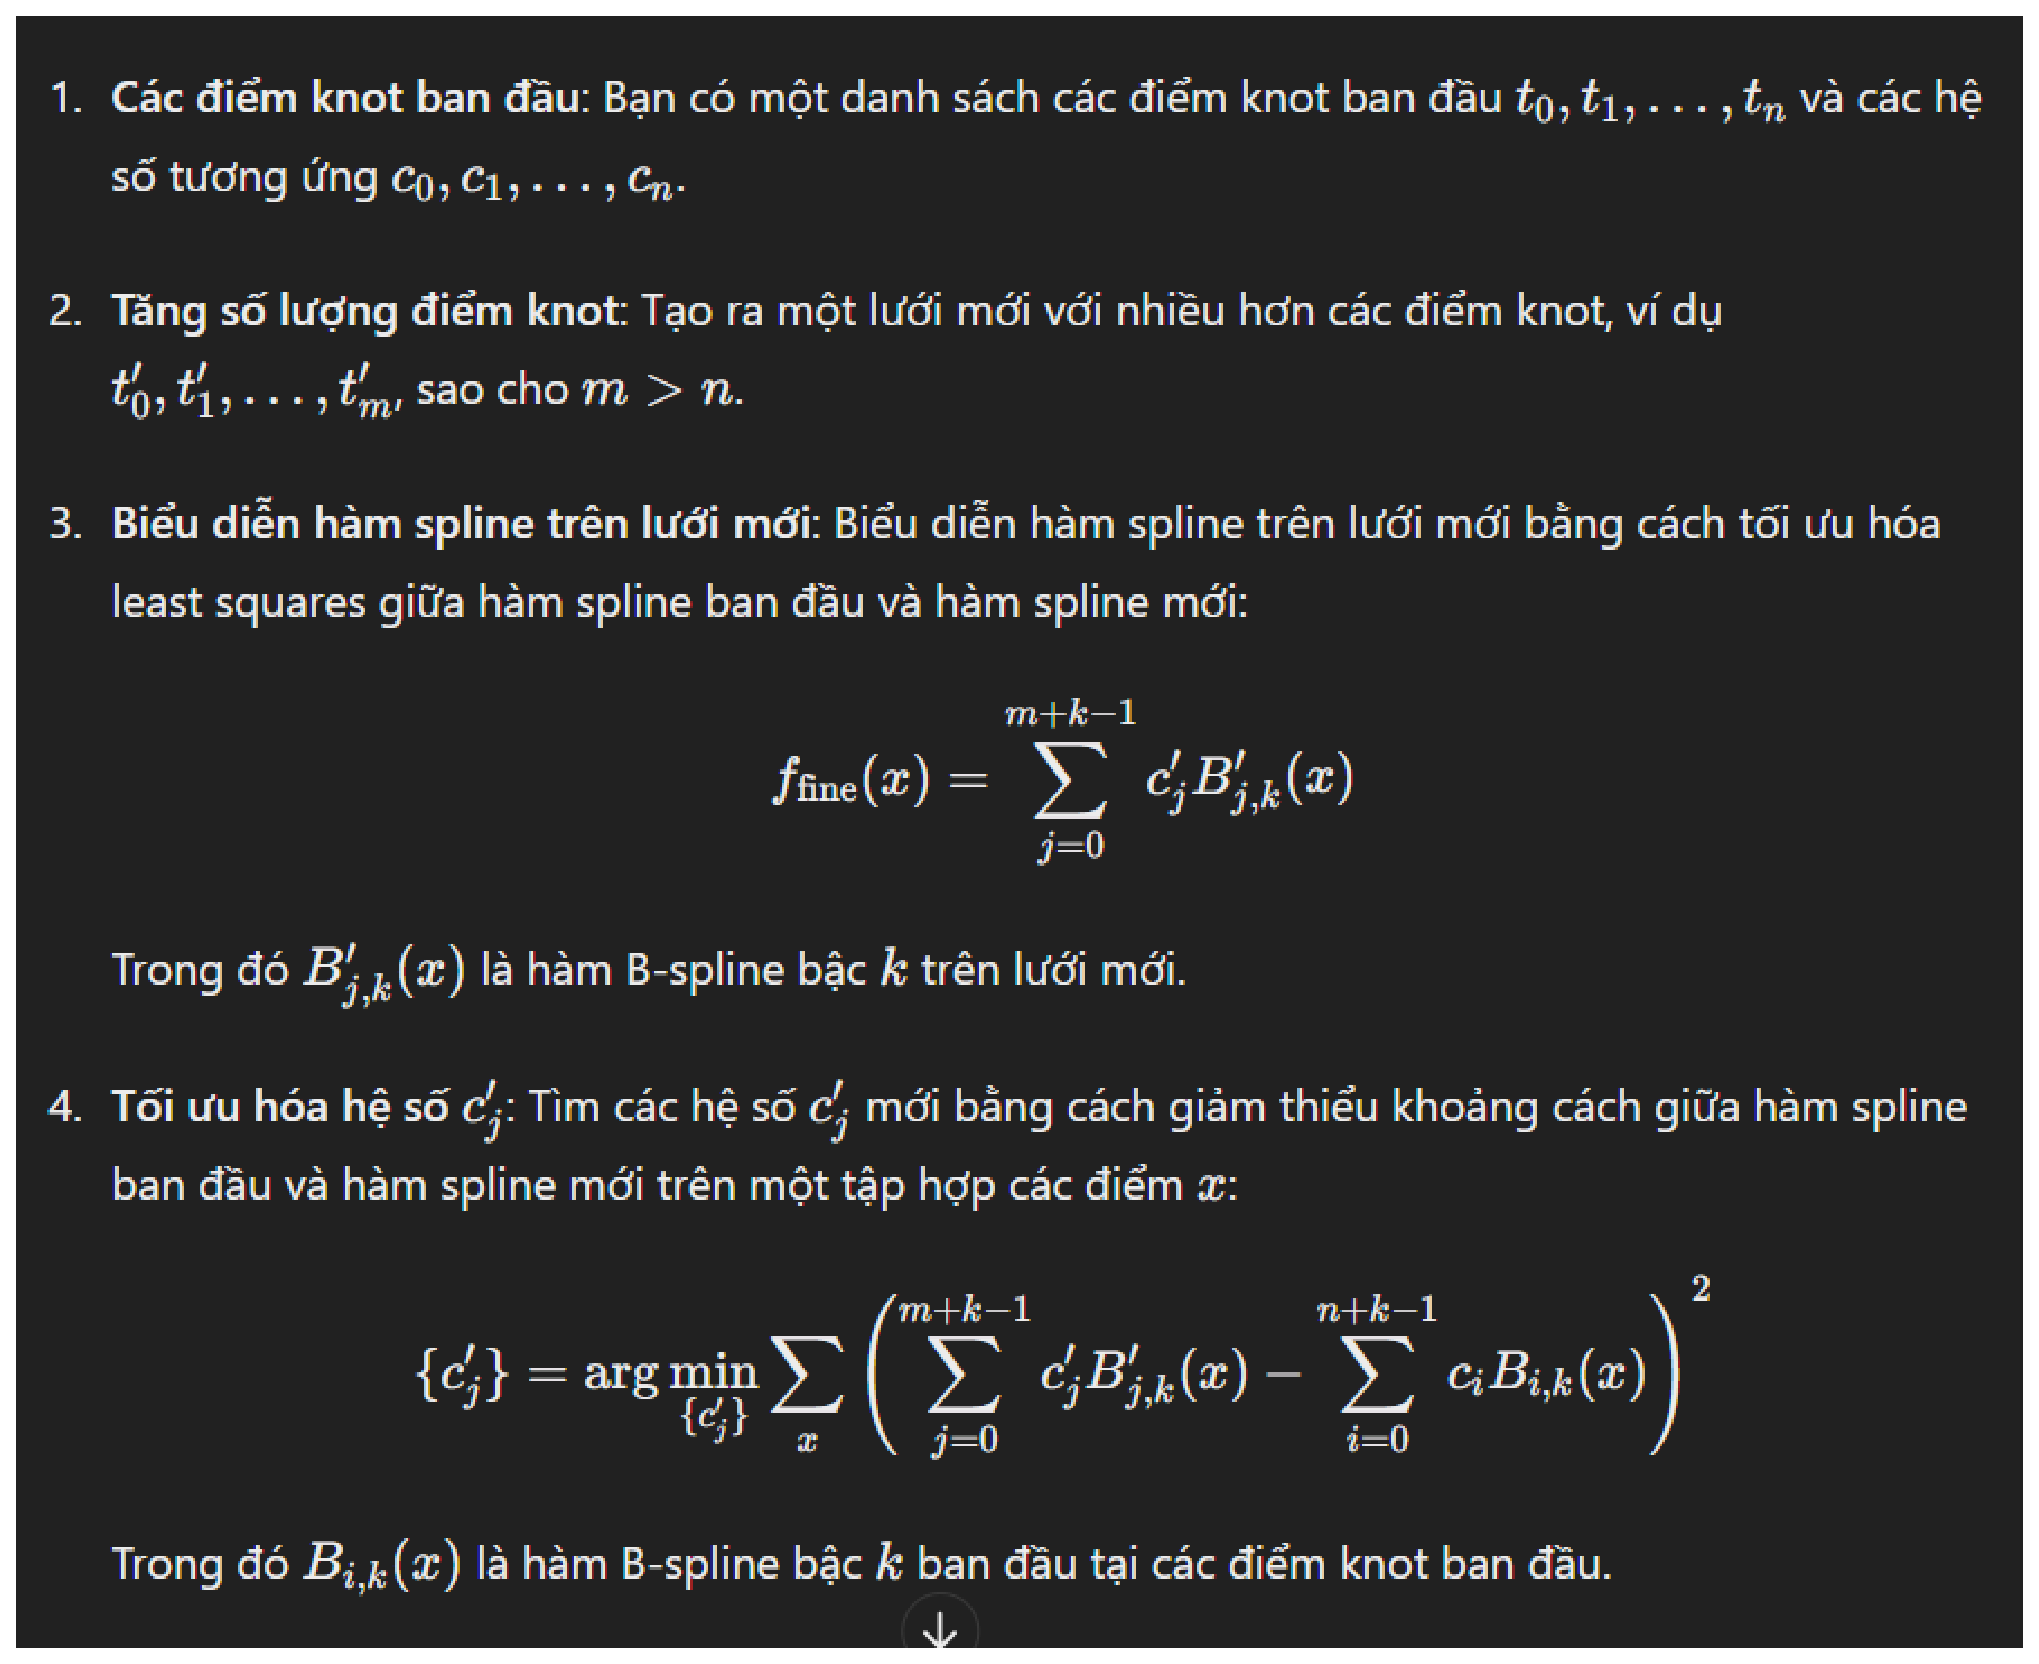 1. Các điểm knot ban đầu: Bạn có một danh sách các điểm knot ban đầu $t_0, t_1, \ldots, t_n$ và các hệ
số tương ứng $c_0, c_1, \ldots, c_n$.
2. Tăng số lượng điểm knot: Tạo ra một lưới mới với nhiều hơn các điểm knot, ví dụ
$t'_0, t'_1, \ldots, t'_m$, sao cho $m > n$.
3. Biểu diễn hàm spline trên lưới mới: Biểu diễn hàm spline trên lưới mới bằng cách tối ưu hóa
least squares giữa hàm spline ban đầu và hàm spline mới:
$f_{\text{fine}}(x) = \sum_{j=0}^{m+k-1} c'_j B'_{j,k}(x)$
Trong đó $B'_{j,k}(x)$ là hàm B-spline bậc $k$ trên lưới mới.
4. Tối ưu hóa hệ số $c'_j$: Tìm các hệ số $c'_j$ mới bằng cách giảm thiểu khoảng cách giữa hàm spline
ban đầu và hàm spline mới trên một tập hợp các điểm $x$:
$\{c'_j\} = \arg\min_{\{c'_j\}} \sum_x \left( \sum_{j=0}^{m+k-1} c'_j B'_{j,k}(x) - \sum_{i=0}^{n+k-1} c_i B_{i,k}(x) \right)^2$
Trong đó $B_{i,k}(x)$ là hàm B-spline bậc $k$ ban đầu tại các điểm knot ban đầu.